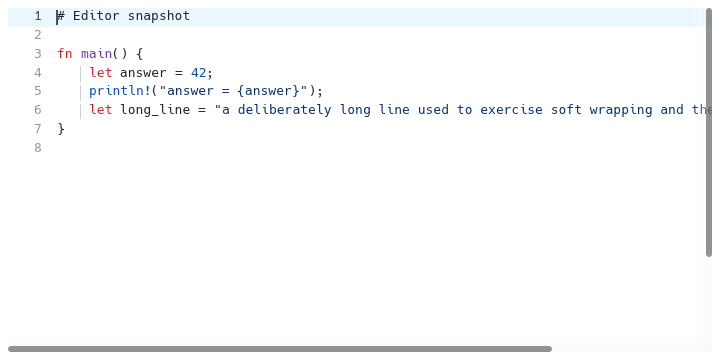 1 # Editor snapshot
2
3 fn main() {
4     let answer = 42;
5     println!("answer = {answer}");
6     let long_line = "a deliberately long line used to exercise soft wrapping and the
7 }
8